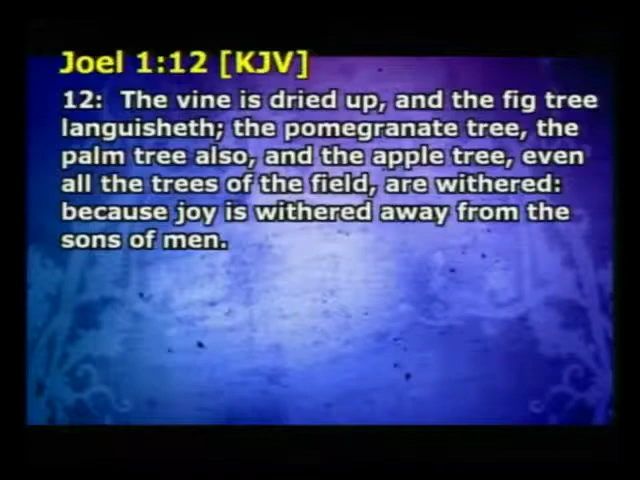 Joel 1:12 [KJV]
12:  The vine is dried up, and the fig tree
languisheth; the pomegranate tree, the
palm tree also, and the apple tree, even
all the trees of the field, are withered:
because joy is withered away from the
sons of men.